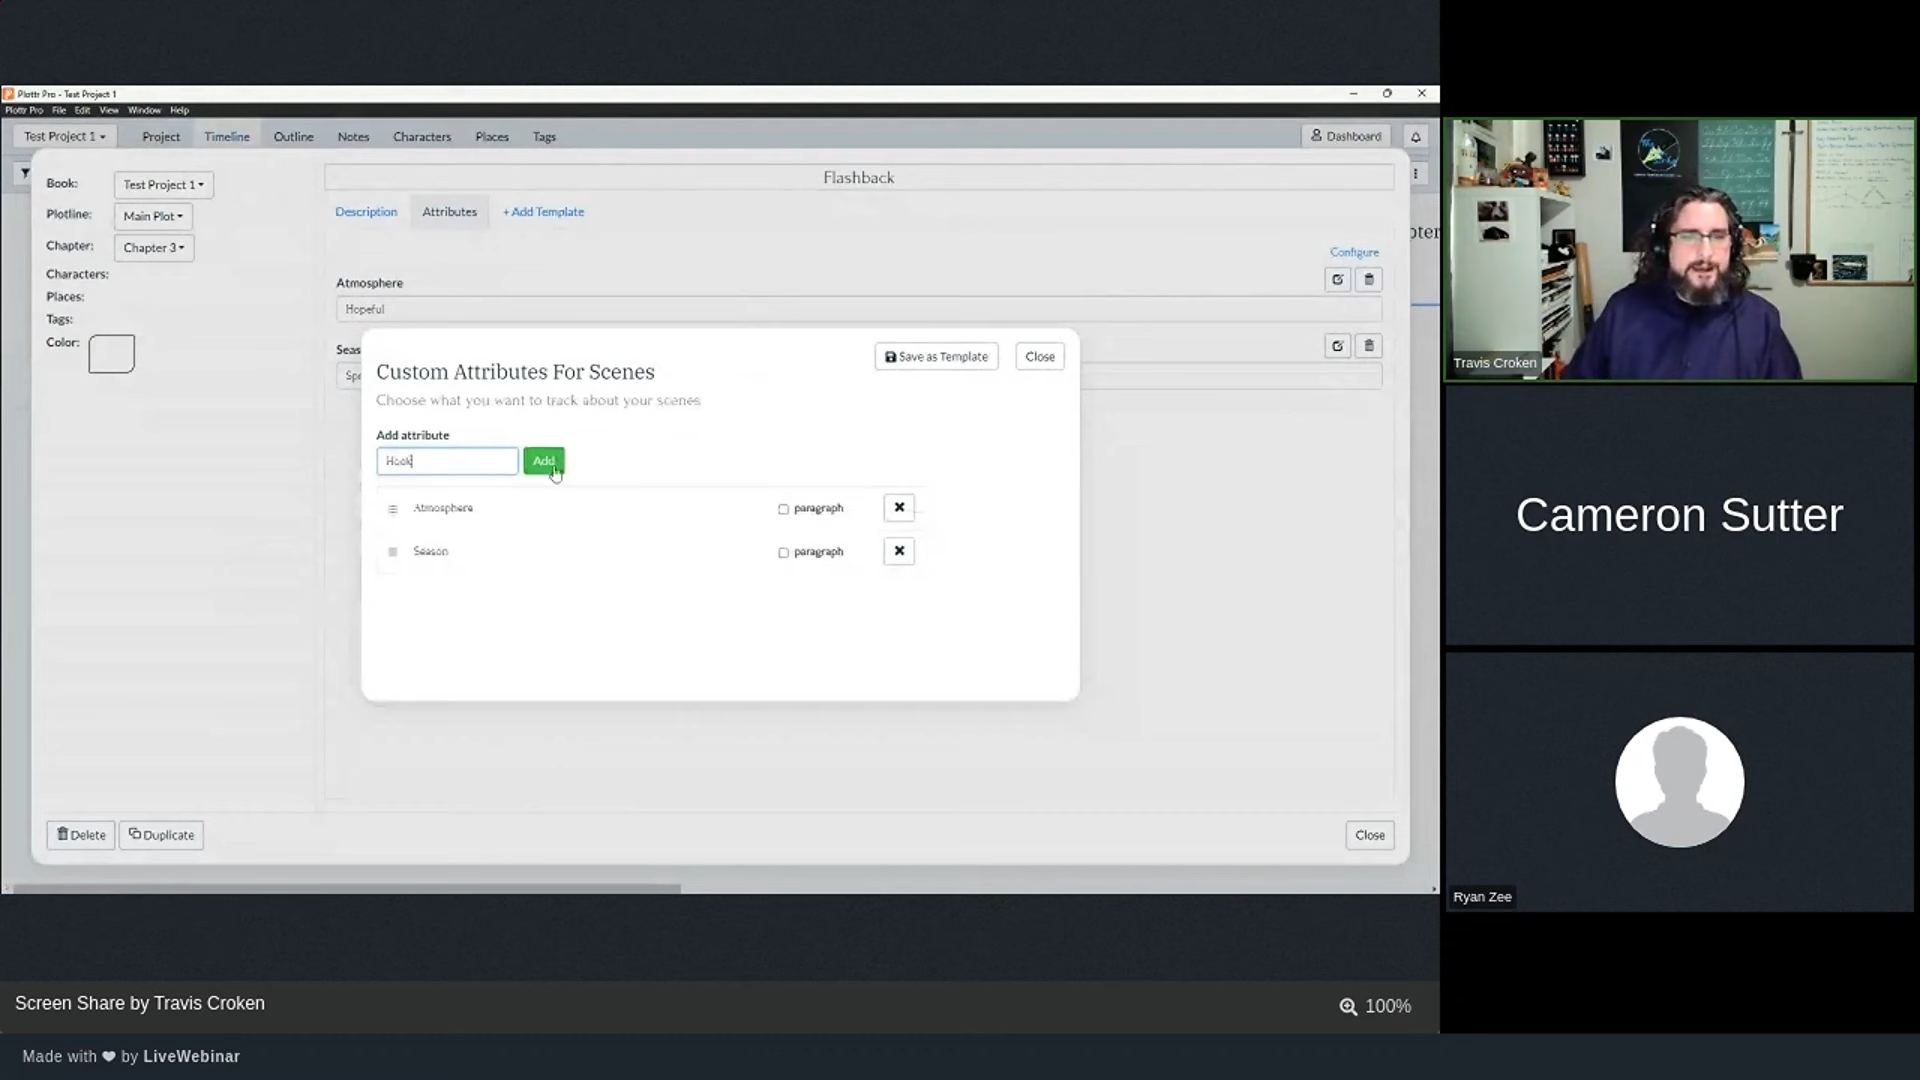 Plottr Pro - Test Project 1
Plottr Pro File Edit View Window Help
Test Project 1 Project Timeline Outline Notes Characters Places Tags Dashboard
Book: Test Project 1
Plotline: Main Plot
Chapter: Chapter 3
Characters:
Places:
Tags:
Color:
Flashback
Description Attributes + Add Template
Configure
Atmosphere
Hopeful
Seas
Custom Attributes For Scenes
Save as Template Close
Choose what you want to track about your scenes
Add attribute
Hook Add
Atmosphere paragraph
Season paragraph
Delete Duplicate Close
Travis Croken
Cameron Sutter
Ryan Zee
Screen Share by Travis Croken
100%
Made with ❤ by LiveWebinar